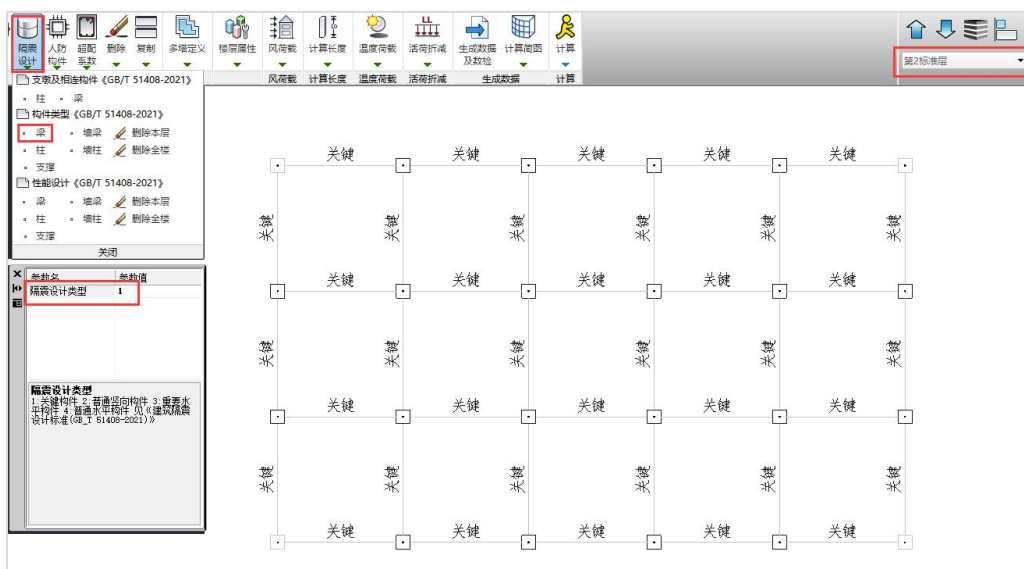 隔震设计 人防构件 超配系数 删除 复制 多塔定义 楼层属性 风荷载 计算长度 温度荷载 活荷折减 生成数据及数检 计算简图 计算
第2标准层
风荷载 计算长度 温度荷载 活荷折减 生成数据 计算
支墩及相连构件《GB/T 51408-2021》
柱 梁
构件类型《GB/T 51408-2021》
梁 墙梁 删除本层
柱 墙柱 删除全楼
支撑
性能设计《GB/T 51408-2021》
梁 墙梁 删除本层
柱 墙柱 删除全楼
支撑
关闭
参数名 参数值
隔震设计类型 1
隔震设计类型
1:关键构件 2:普通竖向构件 3:重要水
平构件 4:普通水平构件 见《建筑隔震
设计标准(GB_T 51408-2021)》
关键 关键 关键 关键 关键
关键 关键 关键 关键 关键 关键
关键 关键 关键 关键 关键
关键 关键 关键 关键 关键 关键
关键 关键 关键 关键 关键
关键 关键 关键 关键 关键 关键
关键 关键 关键 关键 关键